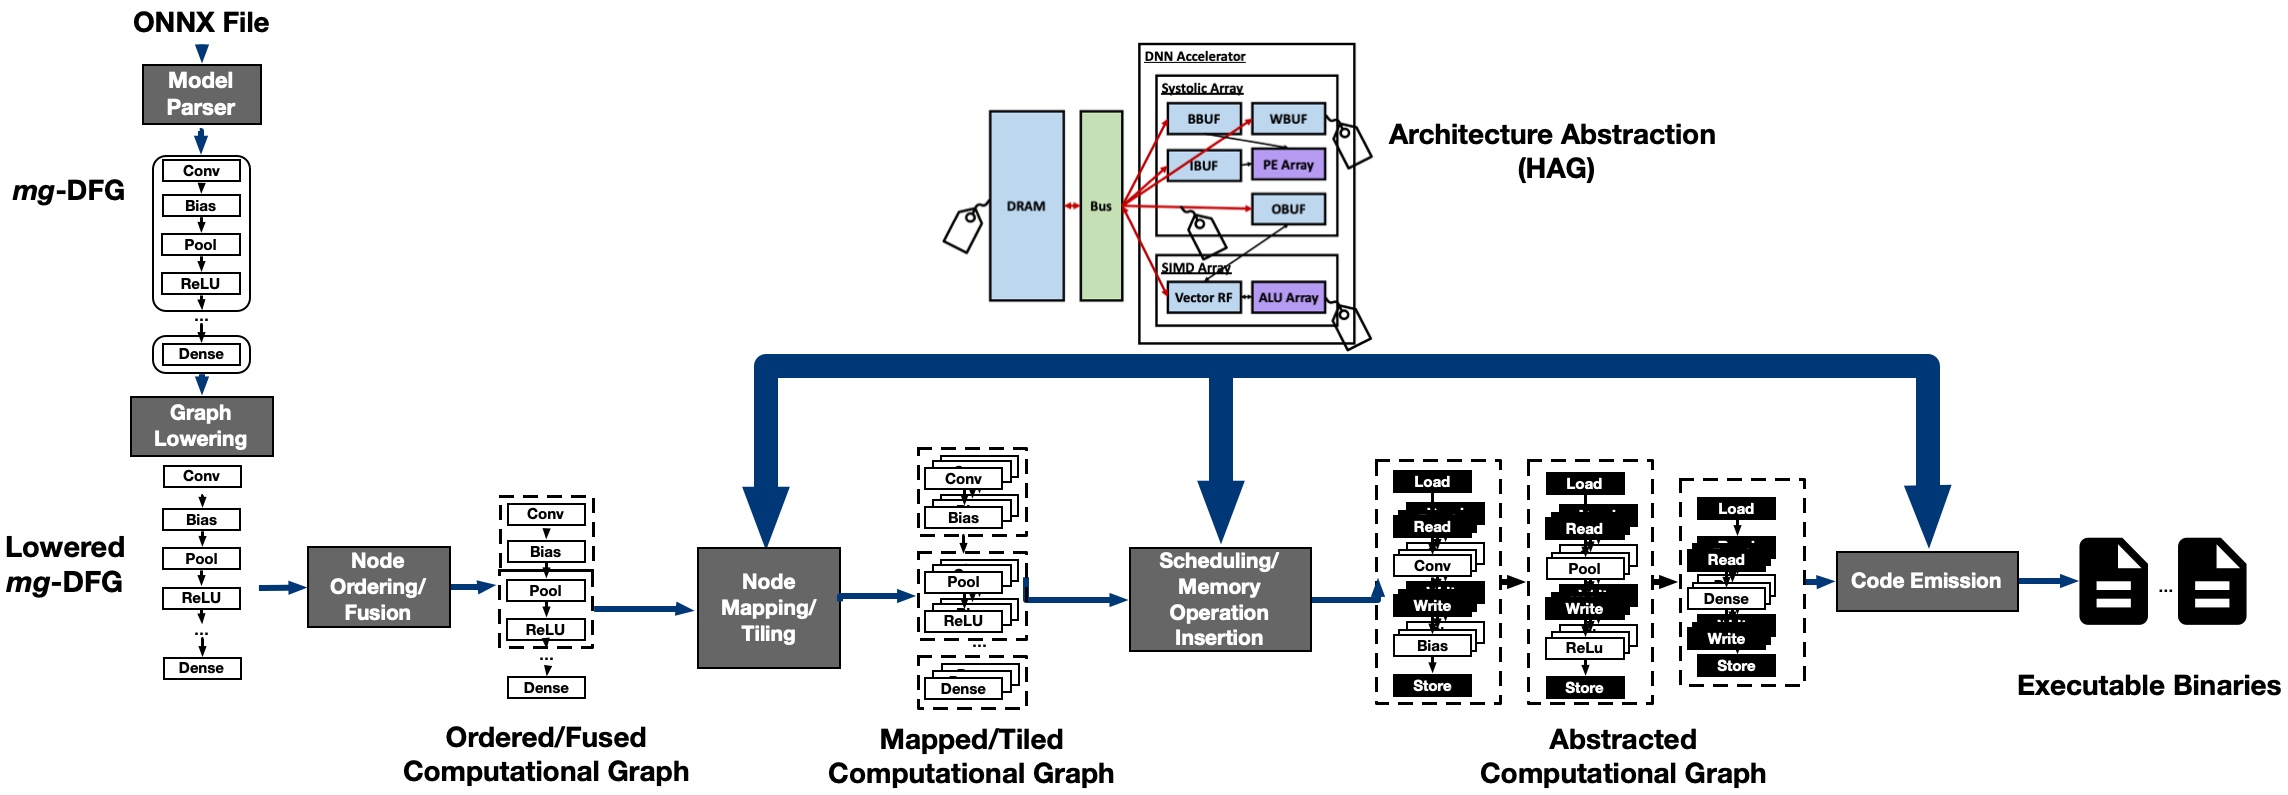 ONNX File
Model
Parser
mg-DFG
Conv
Bias
Pool
ReLU
...
Dense
Graph
Lowering
Lowered
mg-DFG
Conv
Bias
Pool
ReLU
...
Dense
Node
Ordering/
Fusion
Conv
Bias
Pool
ReLU
...
Dense
Ordered/Fused
Computational Graph
Node
Mapping/
Tiling
Conv
Bias
Pool
ReLU
...
Dense
Mapped/Tiled
Computational Graph
DNN Accelerator
Systolic Array
BBUF
WBUF
IBUF
PE Array
OBUF
DRAM
Bus
SIMD Array
Vector RF
ALU Array
Architecture Abstraction
(HAG)
Scheduling/
Memory
Operation
Insertion
Load
Read
Conv
Write
Bias
Store
Load
Read
Pool
Write
ReLu
Store
Load
Read
Dense
Write
Store
Abstracted
Computational Graph
Code Emission
...
Executable Binaries